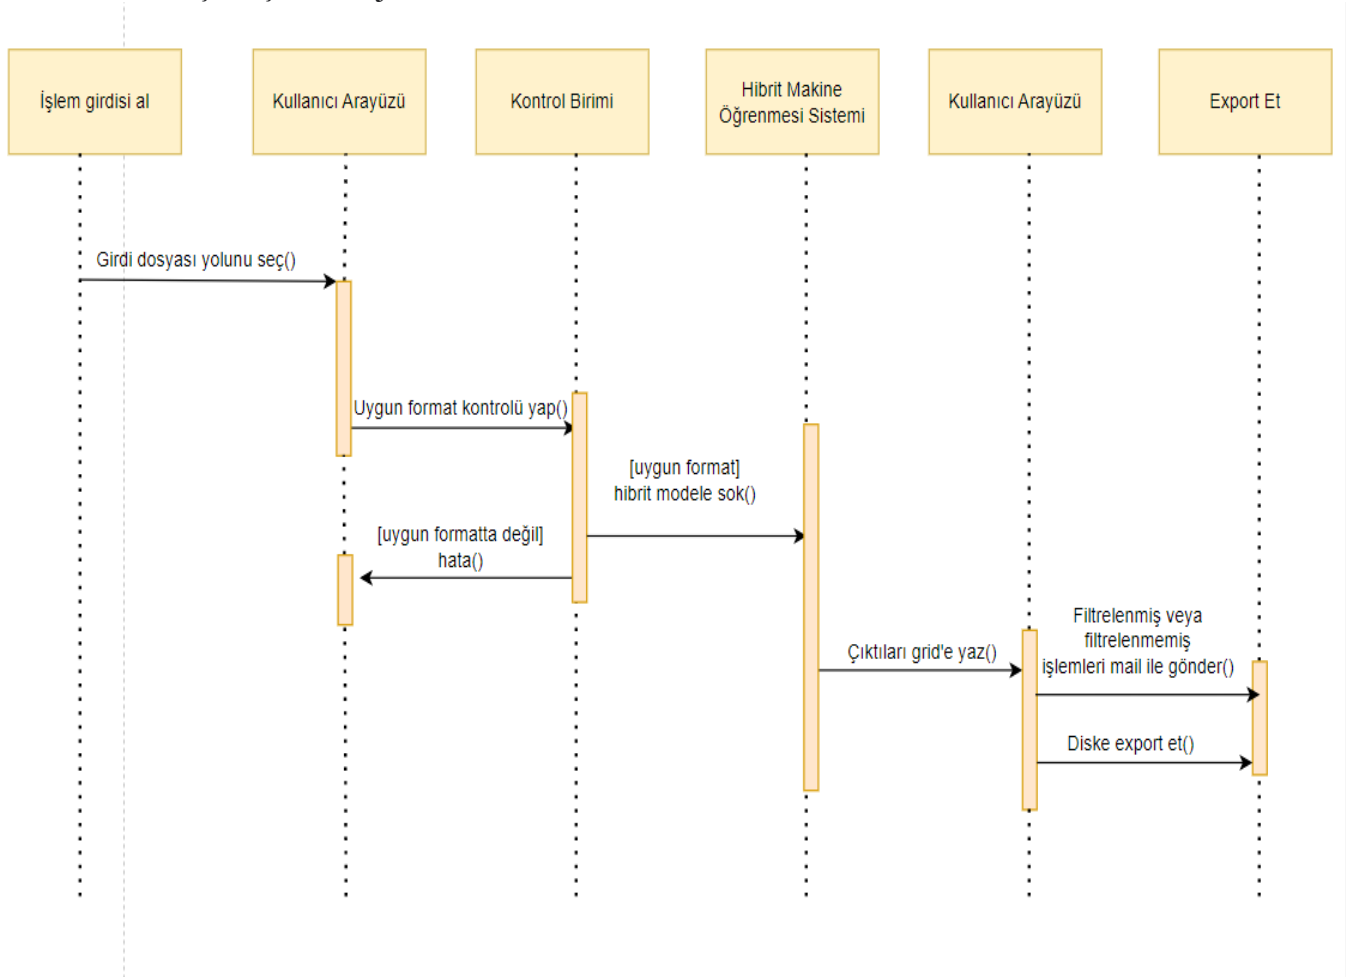 İşlem girdisi al
Kullanıcı Arayüzü
Kontrol Birimi
Hibrit Makine
Öğrenmesi Sistemi
Kullanıcı Arayüzü
Export Et
Girdi dosyası yolunu seç()
Uygun format kontrolü yap()
[uygun format]
hibrit modele sok()
[uygun formatta değil]
hata()
Çıktıları grid'e yaz()
Filtrelenmiş veya
filtrelenmemiş
işlemleri mail ile gönder()
Diske export et()